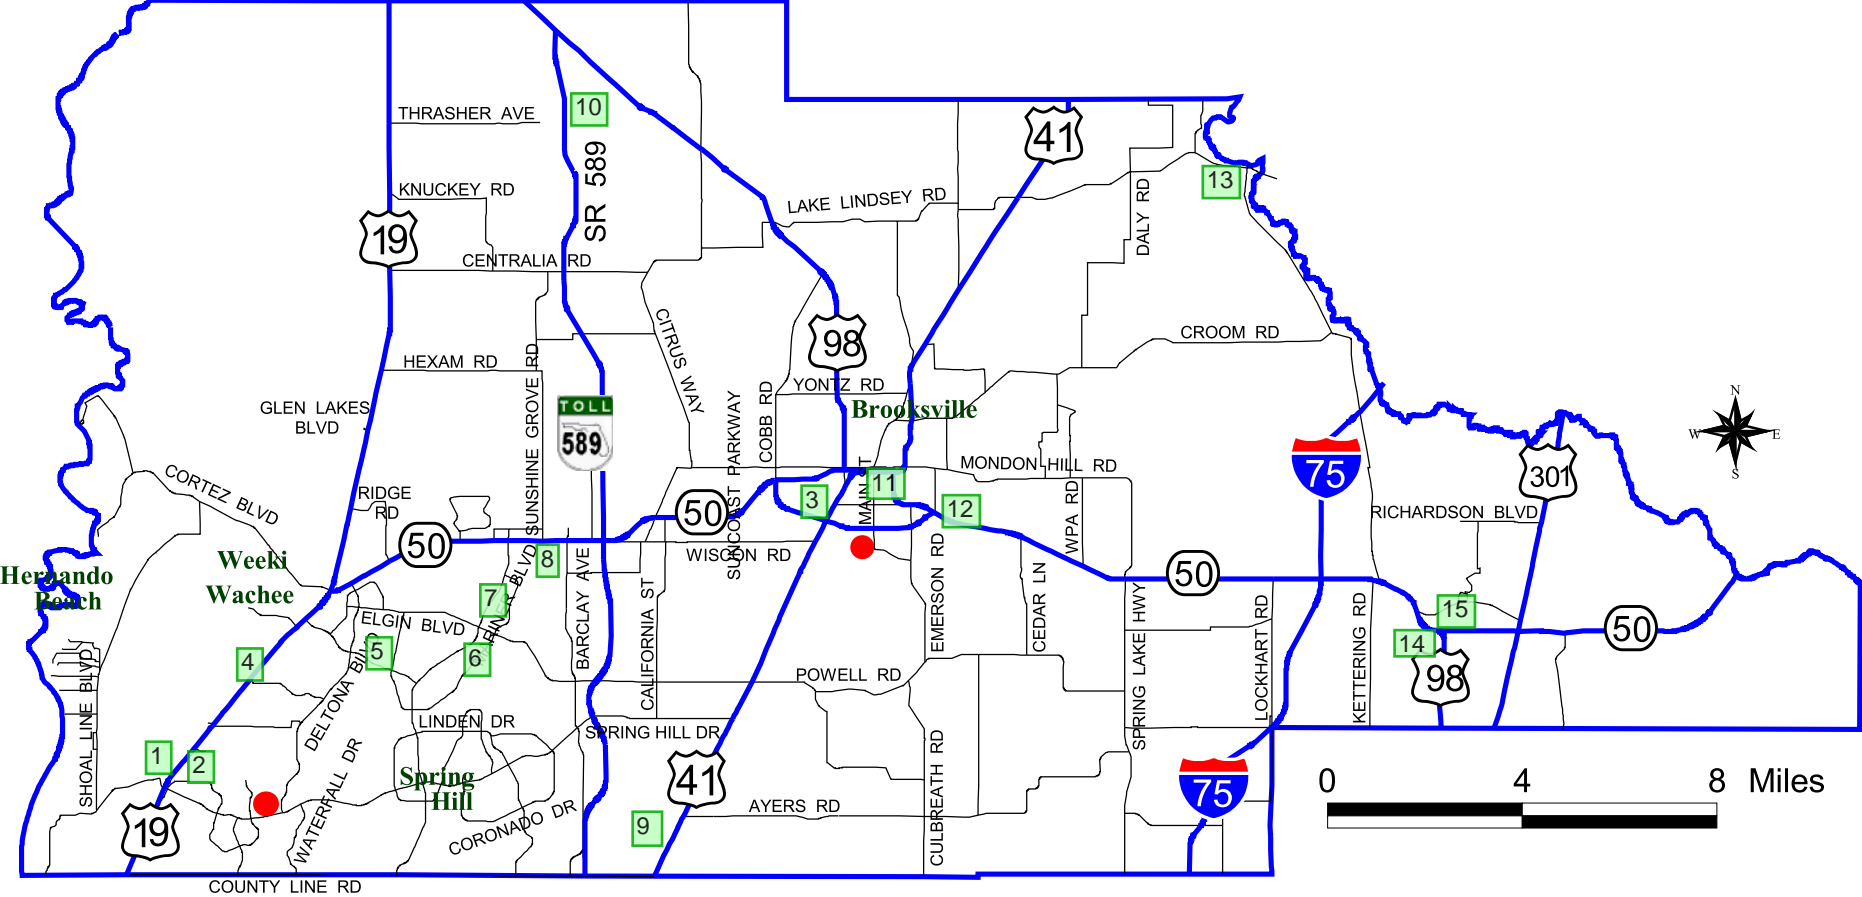 THRASHER AVE
10
41
SR 589
KNUCKEY RD
13
LAKE LINDSEY RD
DALY RD
19
CENTRALIA RD
CITRUS WAY
98
CROOM RD
HEXAM RD
SUNSHINE GROVE RD
YONTZ RD
COBB RD
SUNCOAST PARKWAY
Brooksville
GLEN LAKES
BLVD
TOLL
589
N
W
E
S
CORTEZ BLVD
RIDGE
RD
MONDON HILL RD
75
301
MAIN ST
11
3
12
50
50
WPA RD
RICHARDSON BLVD
WISCON RD
8
Weeki
Wachee
Hernando
Beach
7
MARINER BLVD
BARCLAY AVE
CALIFORNIA ST
EMERSON RD
CEDAR LN
50
SPRING LAKE HWY
LOCKHART RD
KETTERING RD
15
14
50
98
ELGIN BLVD
5
6
4
DELTONA BLVD
POWELL RD
SHOAL LINE BLVD
LINDEN DR
SPRING HILL DR
1
2
WATERFALL DR
Spring
Hill
41
75
0 4 8 Miles
19
CORONADO DR
9
AYERS RD
CULBREATH RD
COUNTY LINE RD